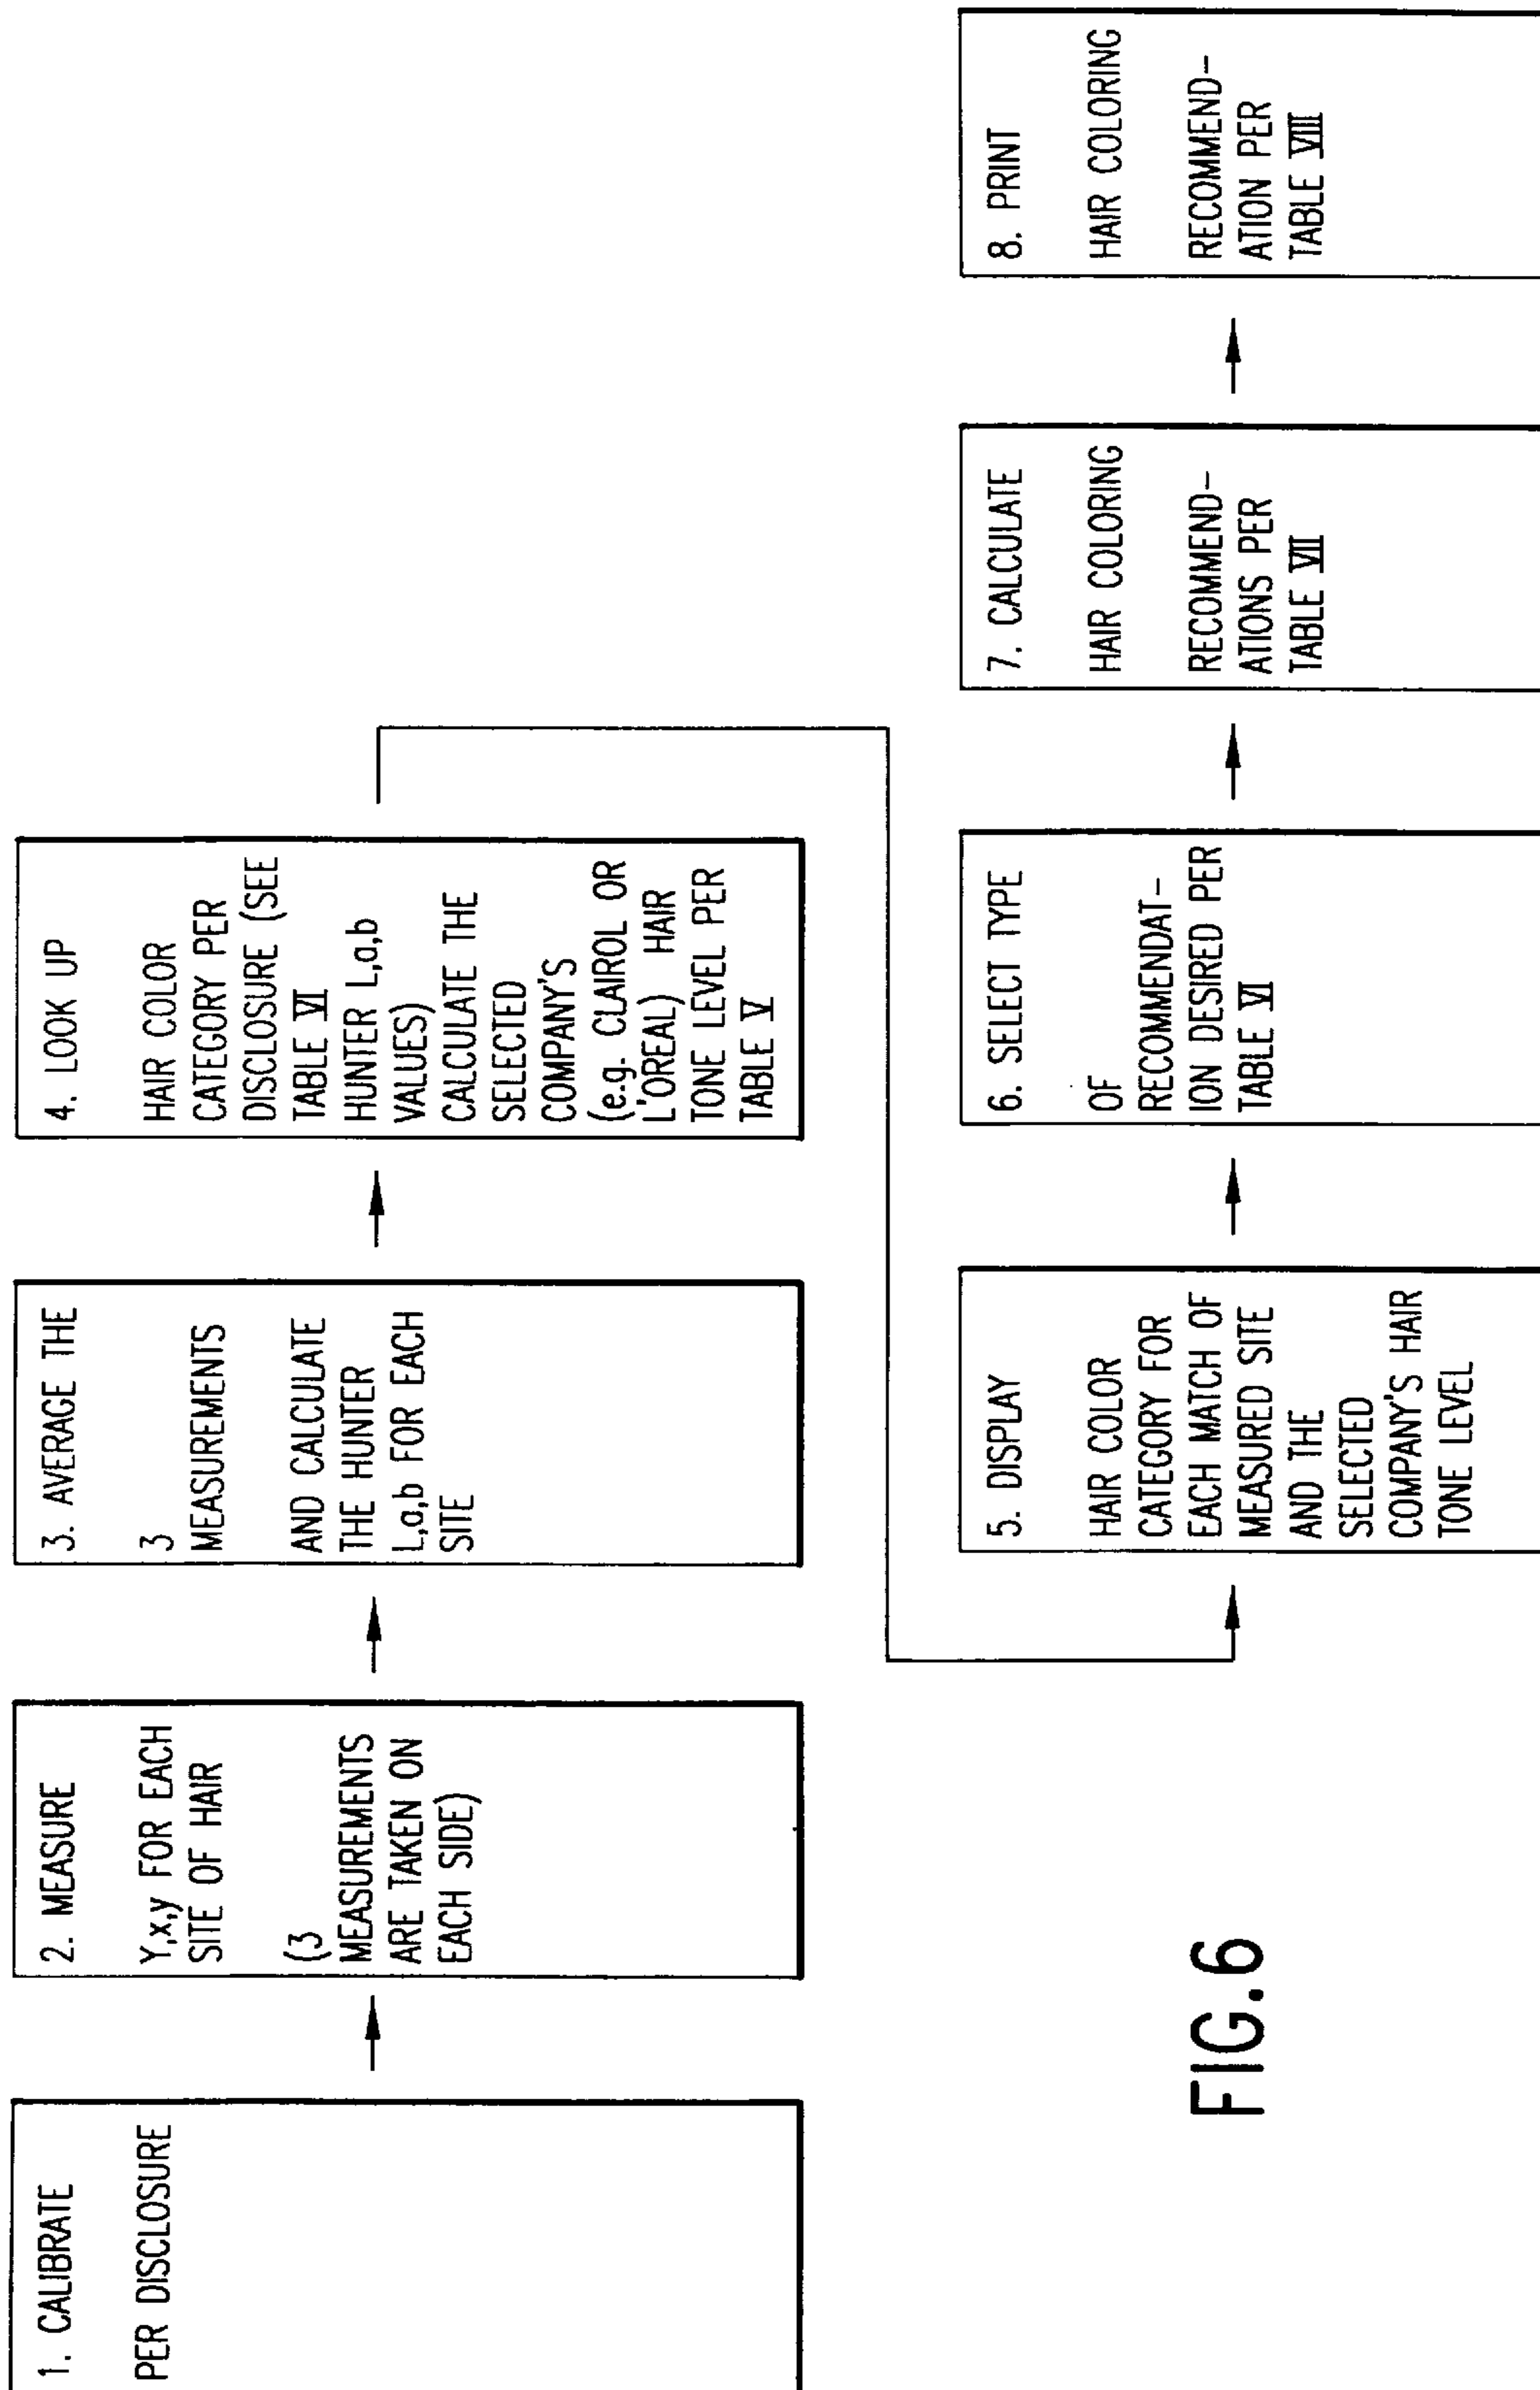 1. CALIBRATE
PER DISCLOSURE
2. MEASURE
Y,x,y FOR EACH
SITE OF HAIR
(3
MEASUREMENTS
ARE TAKEN ON
EACH SIDE)
3. AVERAGE THE
3
MEASUREMENTS
AND CALCULATE
THE HUNTER
L,a,b FOR EACH
SITE
4. LOOK UP
HAIR COLOR
CATEGORY PER
DISCLOSURE (SEE
TABLE VI
HUNTER L,a,b
VALUES)
CALCULATE THE
SELECTED
COMPANY'S
(e.g. CLAIROL OR
L'OREAL) HAIR
TONE LEVEL PER
TABLE V
5. DISPLAY
HAIR COLOR
CATEGORY FOR
EACH MATCH OF
MEASURED SITE
AND THE
SELECTED
COMPANY'S HAIR
TONE LEVEL
6. SELECT TYPE
OF
RECOMMENDAT-
ION DESIRED PER
TABLE VI
7. CALCULATE
HAIR COLORING
RECOMMEND-
ATIONS PER
TABLE VII
8. PRINT
HAIR COLORING
RECOMMEND-
ATION PER
TABLE VIII
FIG.6